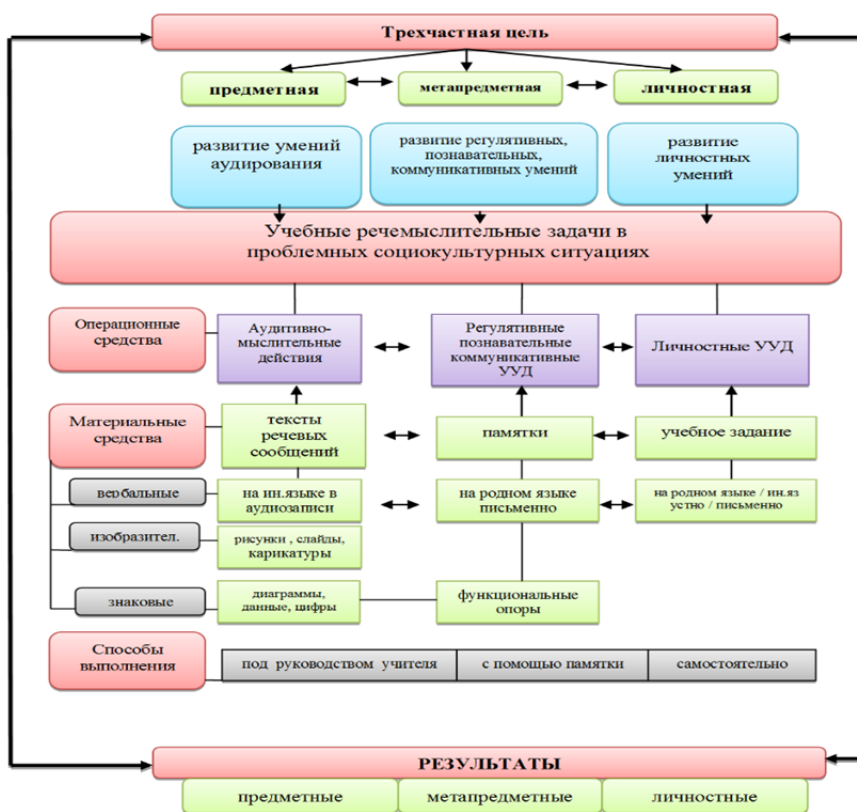 Трехчастная цель
предметная
метапредметная
личностная
развитие умений
аудирования
развитие регулятивных,
познавательных,
коммуникативных умений
развитие
личностных
умений
Учебные речемыслительные задачи в
проблемных социокультурных ситуациях
Операционные
средства
Аудитивно-
мыслительные
действия
Регулятивные
познавательные
коммуникативные
УУД
Личностные УУД
Материальные
средства
тексты
речевых
сообщений
памятки
учебное задание
вербальные
на ин.языке в
аудиозаписи
на родном языке
письменно
на родном языке / ин.яз
устно / письменно
изобразител.
рисунки , слайды,
карикатуры
знаковые
диаграммы,
данные, цифры
функциональные
опоры
Способы
выполнения
под руководством учителя
с помощью памятки
самостоятельно
РЕЗУЛЬТАТЫ
предметные
метапредметные
личностные